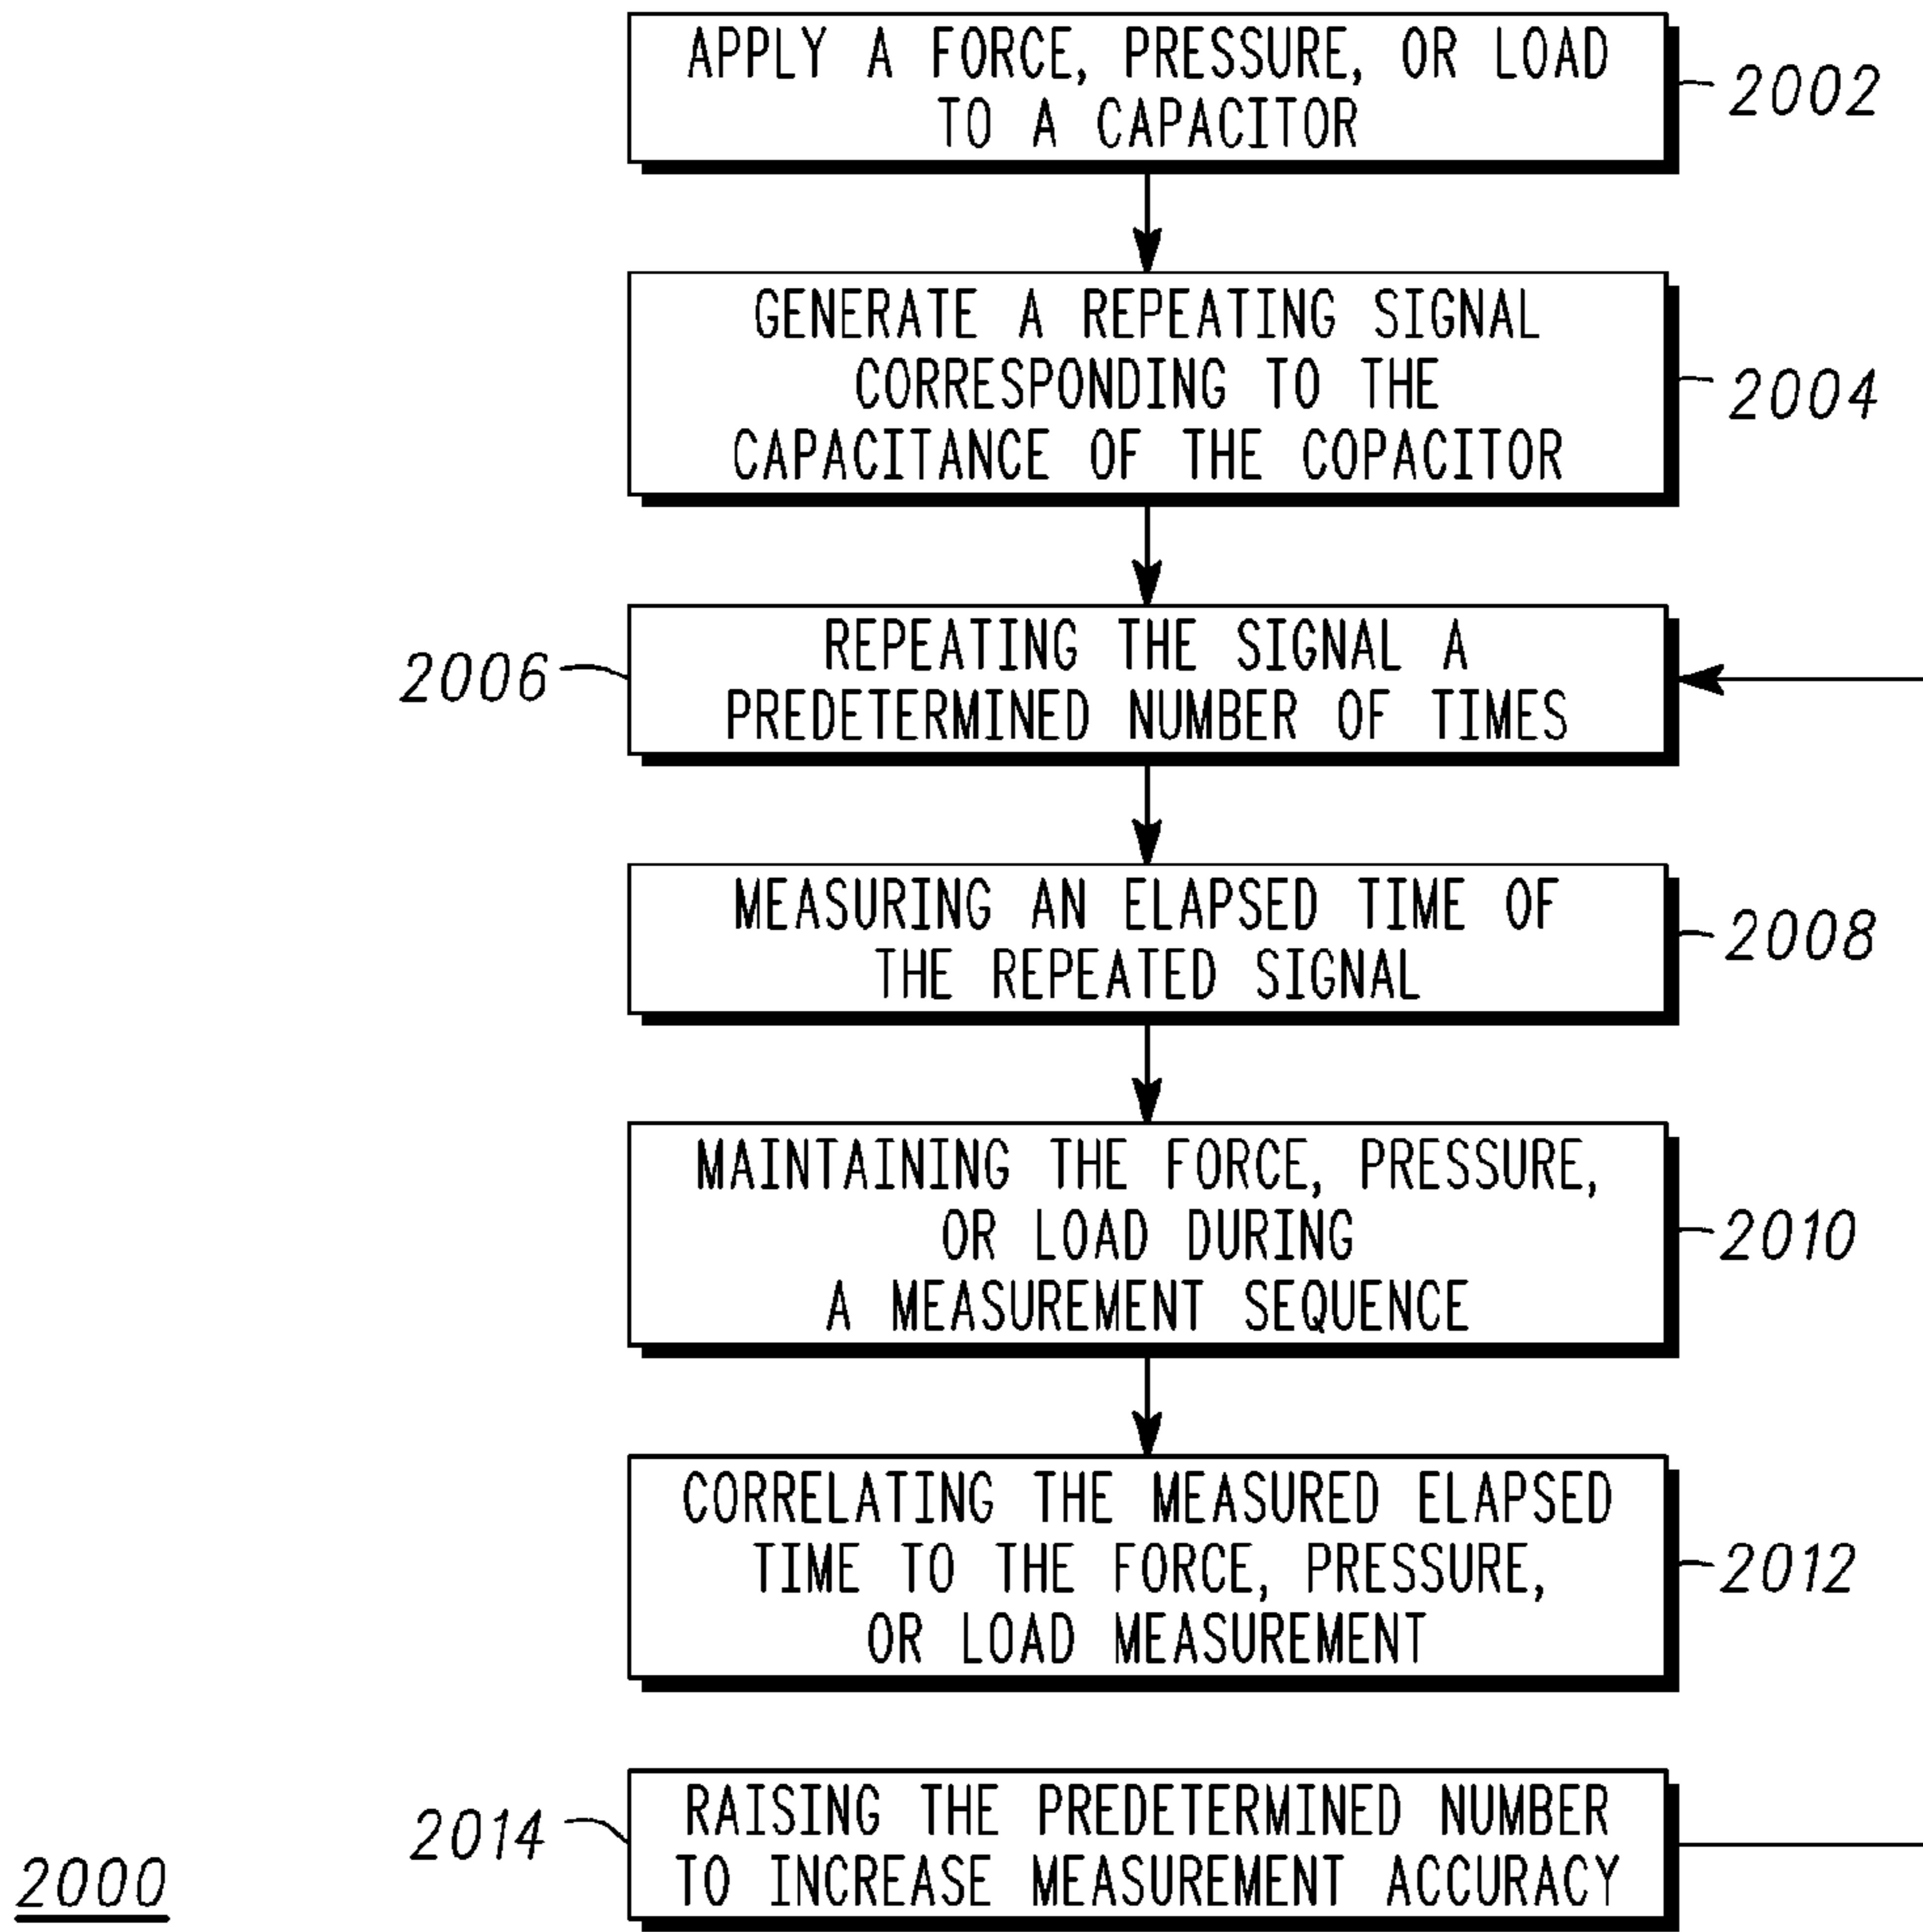 APPLY A FORCE, PRESSURE, OR LOAD
TO A CAPACITOR
2002
GENERATE A REPEATING SIGNAL
CORRESPONDING TO THE
CAPACITANCE OF THE COPACITOR
2004
REPEATING THE SIGNAL A
PREDETERMINED NUMBER OF TIMES
2006
MEASURING AN ELAPSED TIME OF
THE REPEATED SIGNAL
2008
MAINTAINING THE FORCE, PRESSURE,
OR LOAD DURING
A MEASUREMENT SEQUENCE
2010
CORRELATING THE MEASURED ELAPSED
TIME TO THE FORCE, PRESSURE,
OR LOAD MEASUREMENT
2012
RAISING THE PREDETERMINED NUMBER
TO INCREASE MEASUREMENT ACCURACY
2014
2000